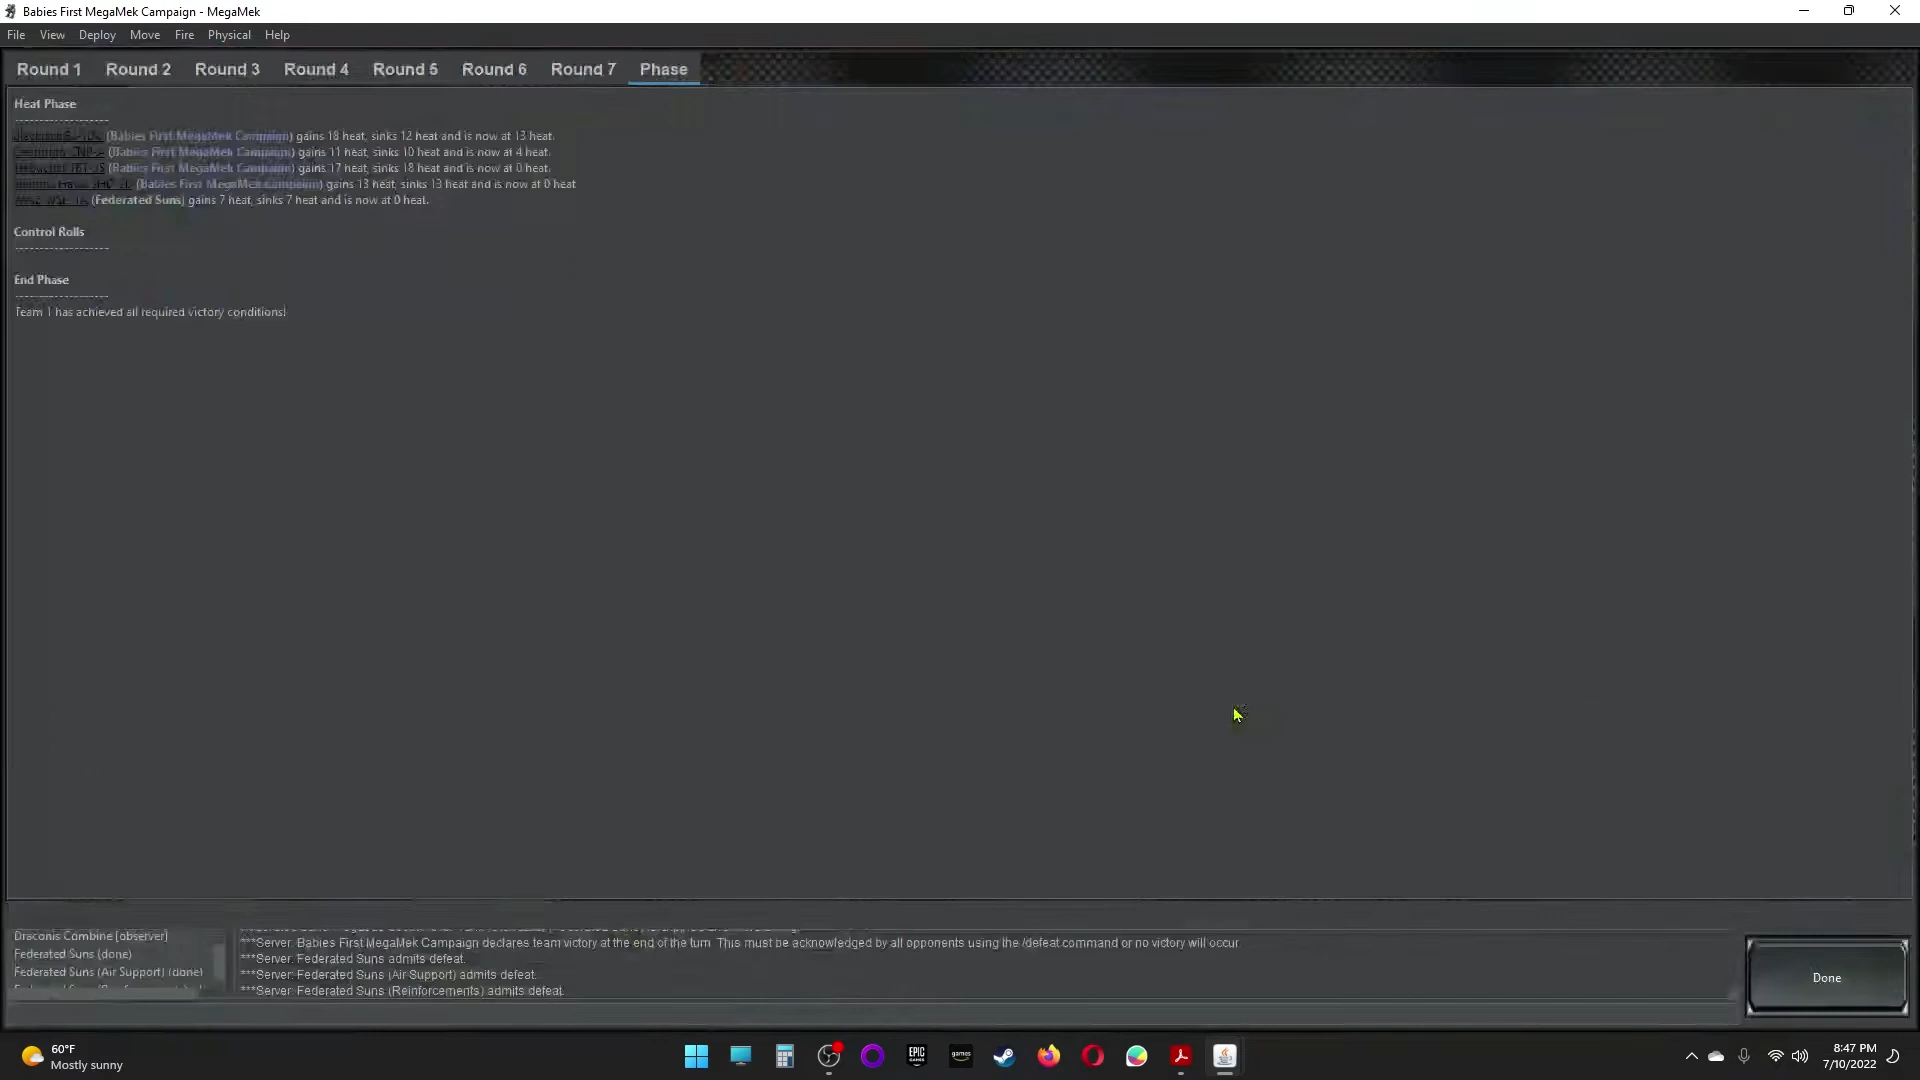 Babies First MegaMek Campaign - MegaMek
File View Deploy Move Fire Physical Help
Round 1 Round 2 Round 3 Round 4 Round 5 Round 6 Round 7 Phase
Heat Phase
--------------------
(Babies First MegaMek Campaign) gains 18 heat, sinks 12 heat and is now at 13 heat.
(Babies First MegaMek Campaign) gains 11 heat, sinks 10 heat and is now at 4 heat.
(Babies First MegaMek Campaign) gains 17 heat, sinks 18 heat and is now at 0 heat.
(Babies First MegaMek Campaign) gains 13 heat, sinks 13 heat and is now at 0 heat
(Federated Suns) gains 7 heat, sinks 7 heat and is now at 0 heat.
Control Rolls
--------------------
End Phase
--------------------
Team 1 has achieved all required victory conditions!
Draconis Combine [observer]
Federated Suns (done)
Federated Suns (Air Support) (done)
***Server: Babies First MegaMek Campaign declares team victory at the end of the turn. This must be acknowledged by all opponents using the /defeat command or no victory will occur.
***Server: Federated Suns admits defeat.
***Server: Federated Suns (Air Support) admits defeat.
***Server: Federated Suns (Reinforcements) admits defeat.
Done
60°F
Mostly sunny
EPIC
GAMES
games
8:47 PM
7/10/2022